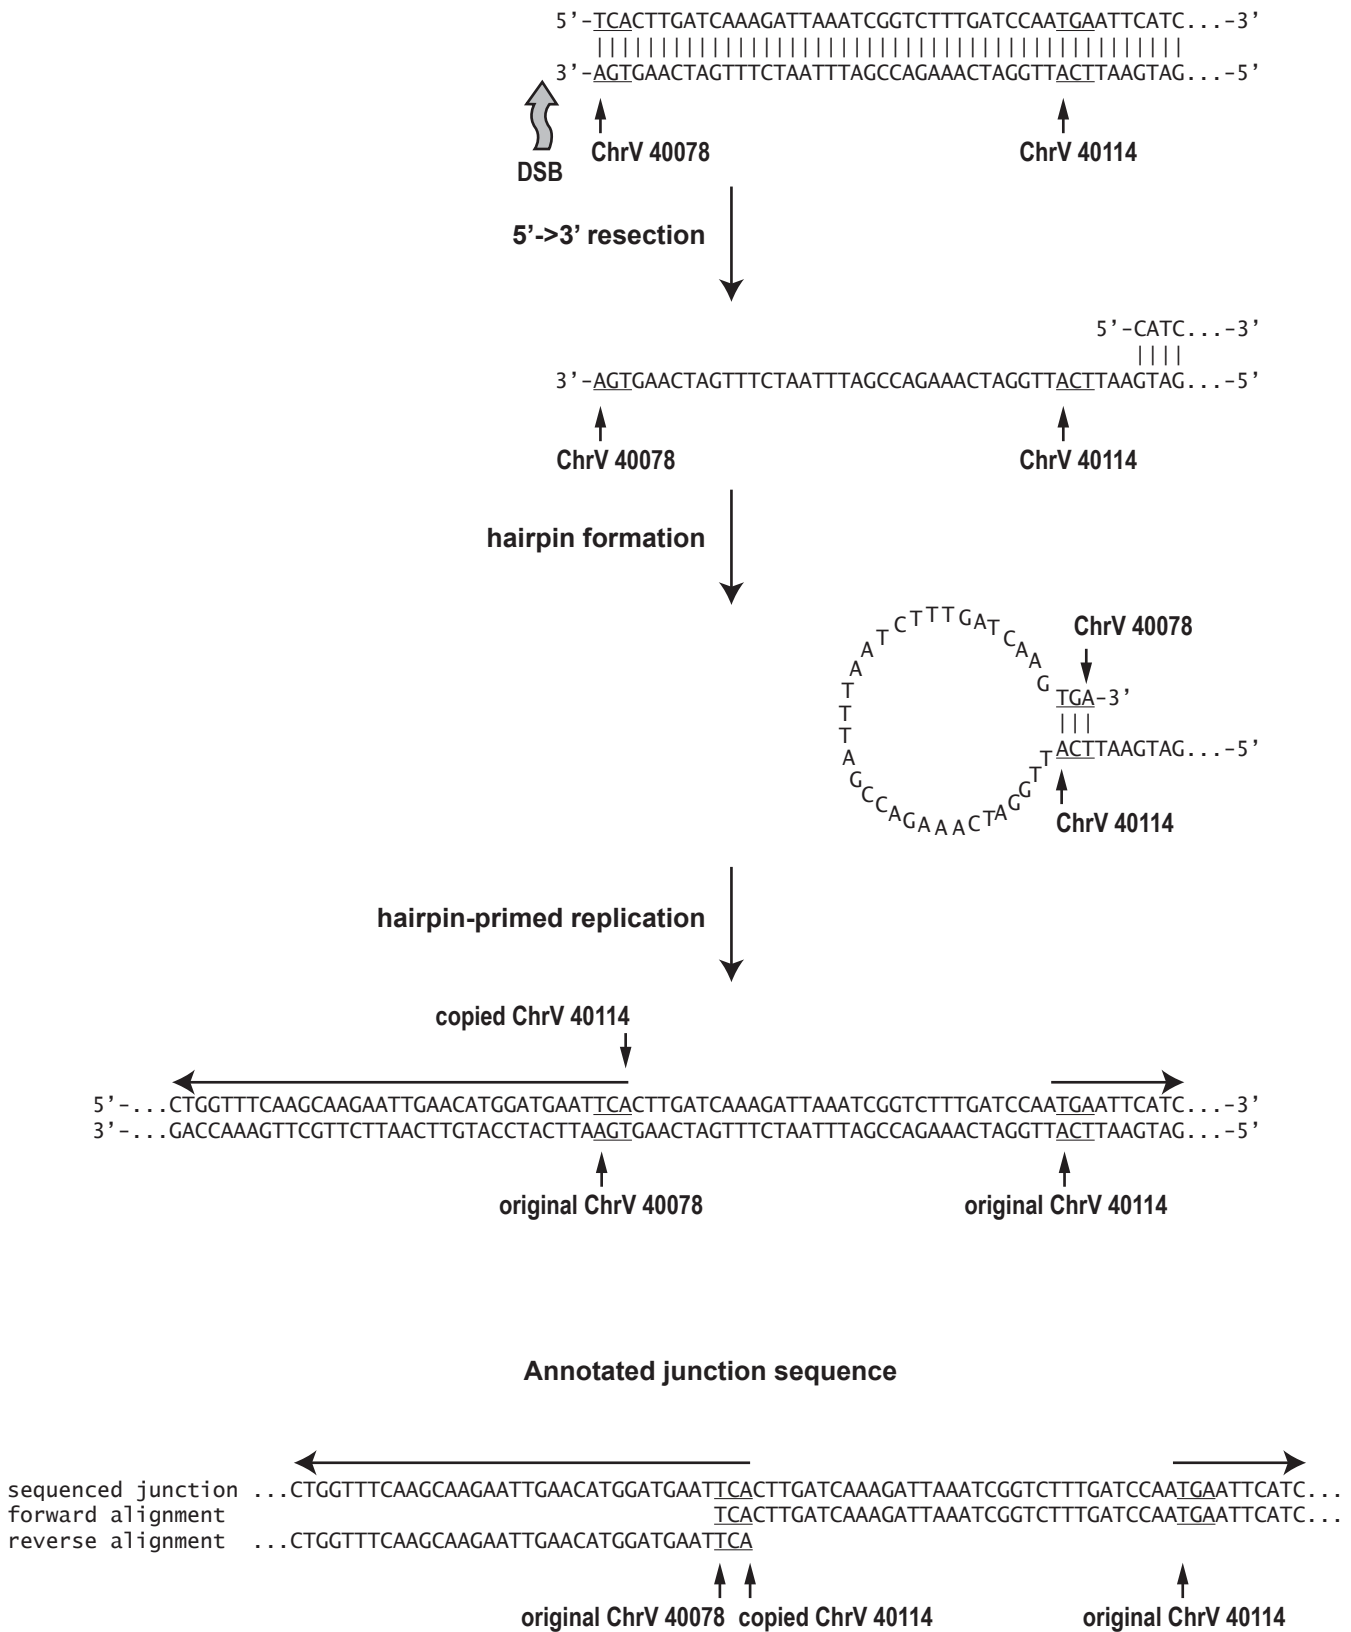 5’-TCACTTGATCAAAGATTAAATCGGTCTTTGATCCAATGAATTCATC...-3’
||||||||||||||||||||||||||||||||||||||||||||||
3’-AGTGAACTAGTTTCTAATTTAGCCAGAAACTAGGTTACTTAAGTAG...-5’
DSB
ChrV 40078
ChrV 40114
5’->3’ resection
5’-CATC...-3’
||||
3’-AGTGAACTAGTTTCTAATTTAGCCAGAAACTAGGTTACTTAAGTAG...-5’
ChrV 40078
ChrV 40114
hairpin formation
ChrV 40078
TGA-3’
|||
GAACTAGTTTCTAATTTAGCCAGAAACTAGGTT
ACTTAAGTAG...-5’
ChrV 40114
hairpin-primed replication
copied ChrV 40114
5’-...CTGGTTTCAAGCAAGAATTGAACATGGATGAATTCACTTGATCAAAGATTAAATCGGTCTTTGATCCAATGAATTCATC...-3’
3’-...GACCAAAGTTCGTTCTTAACTTGTACCTACTTAAGTGAACTAGTTTCTAATTTAGCCAGAAACTAGGTTACTTAAGTAG...-5’
original ChrV 40078
original ChrV 40114
Annotated junction sequence
sequenced junction ...CTGGTTTCAAGCAAGAATTGAACATGGATGAATTCACTTGATCAAAGATTAAATCGGTCTTTGATCCAATGAATTCATC...
forward alignment TCACTTGATCAAAGATTAAATCGGTCTTTGATCCAATGAATTCATC...
reverse alignment ...CTGGTTTCAAGCAAGAATTGAACATGGATGAATTCA
original ChrV 40078 copied ChrV 40114 original ChrV 40114